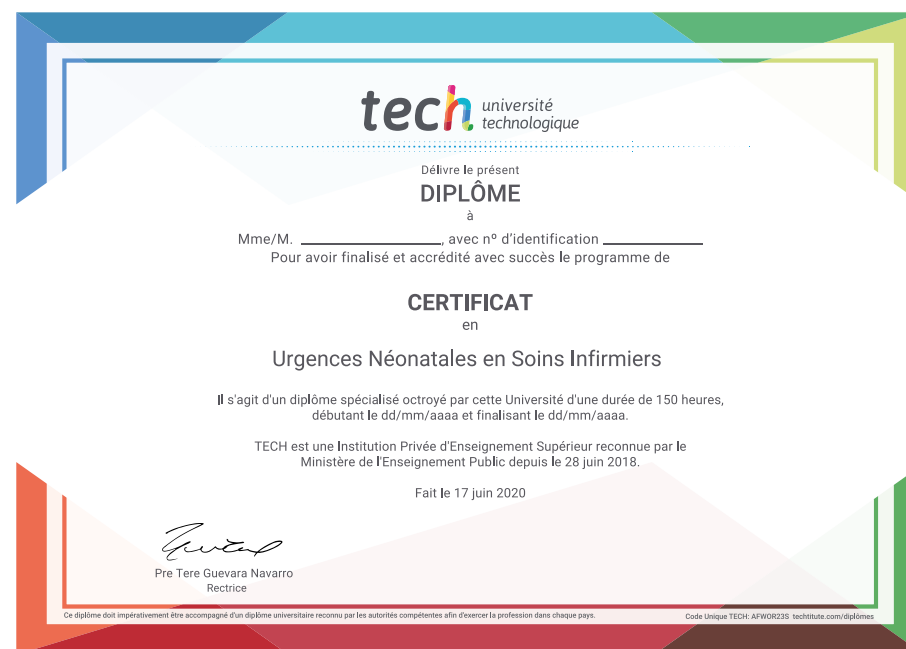 tech université
technologique
Délivre le présent
DIPLÔME
à
Mme/M. ____________________, avec nº d'identification ______________
Pour avoir finalisé et accrédité avec succès le programme de
CERTIFICAT
en
Urgences Néonatales en Soins Infirmiers
Il s'agit d'un diplôme spécialisé octroyé par cette Université d'une durée de 150 heures,
débutant le dd/mm/aaaa et finalisant le dd/mm/aaaa.
TECH est une Institution Privée d'Enseignement Supérieur reconnue par le
Ministère de l'Enseignement Public depuis le 28 juin 2018.
Fait le 17 juin 2020
Pre Tere Guevara Navarro
Rectrice
Ce diplôme doit impérativement être accompagné d'un diplôme universitaire reconnu par les autorités compétentes afin d'exercer la profession dans chaque pays.
Code Unique TECH: AFWOR23S techtitute.com/diplômes